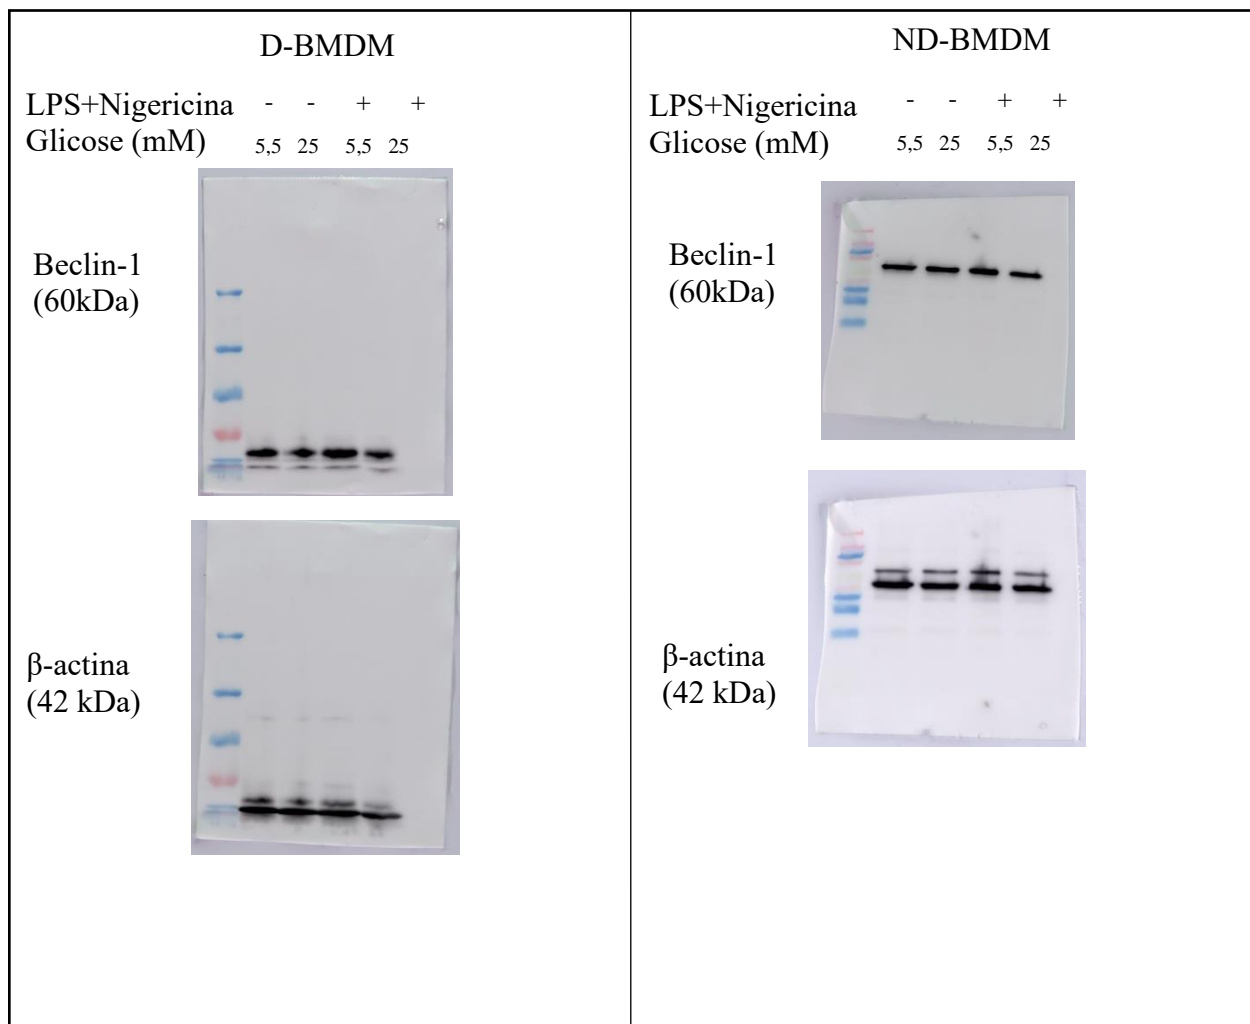 D-BMDM
LPS+Nigericina - - + +
Glicose (mM) 5,5 25 5,5 25
Beclin-1
(60kDa)
β-actina
(42 kDa)
ND-BMDM
LPS+Nigericina - - + +
Glicose (mM) 5,5 25 5,5 25
Beclin-1
(60kDa)
β-actina
(42 kDa)